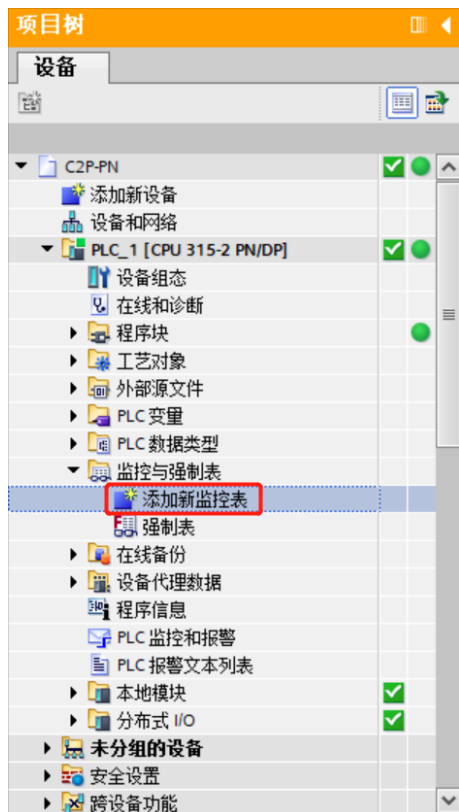 项目树
设备
C2P-PN
添加新设备
设备和网络
PLC_1 [CPU 315-2 PN/DP]
设备组态
在线和诊断
程序块
工艺对象
外部源文件
PLC 变量
PLC 数据类型
监控与强制表
添加新监控表
强制表
在线备份
设备代理数据
程序信息
PLC 监控和报警
PLC 报警文本列表
本地模块
分布式 I/O
未分组的设备
安全设置
跨设备功能